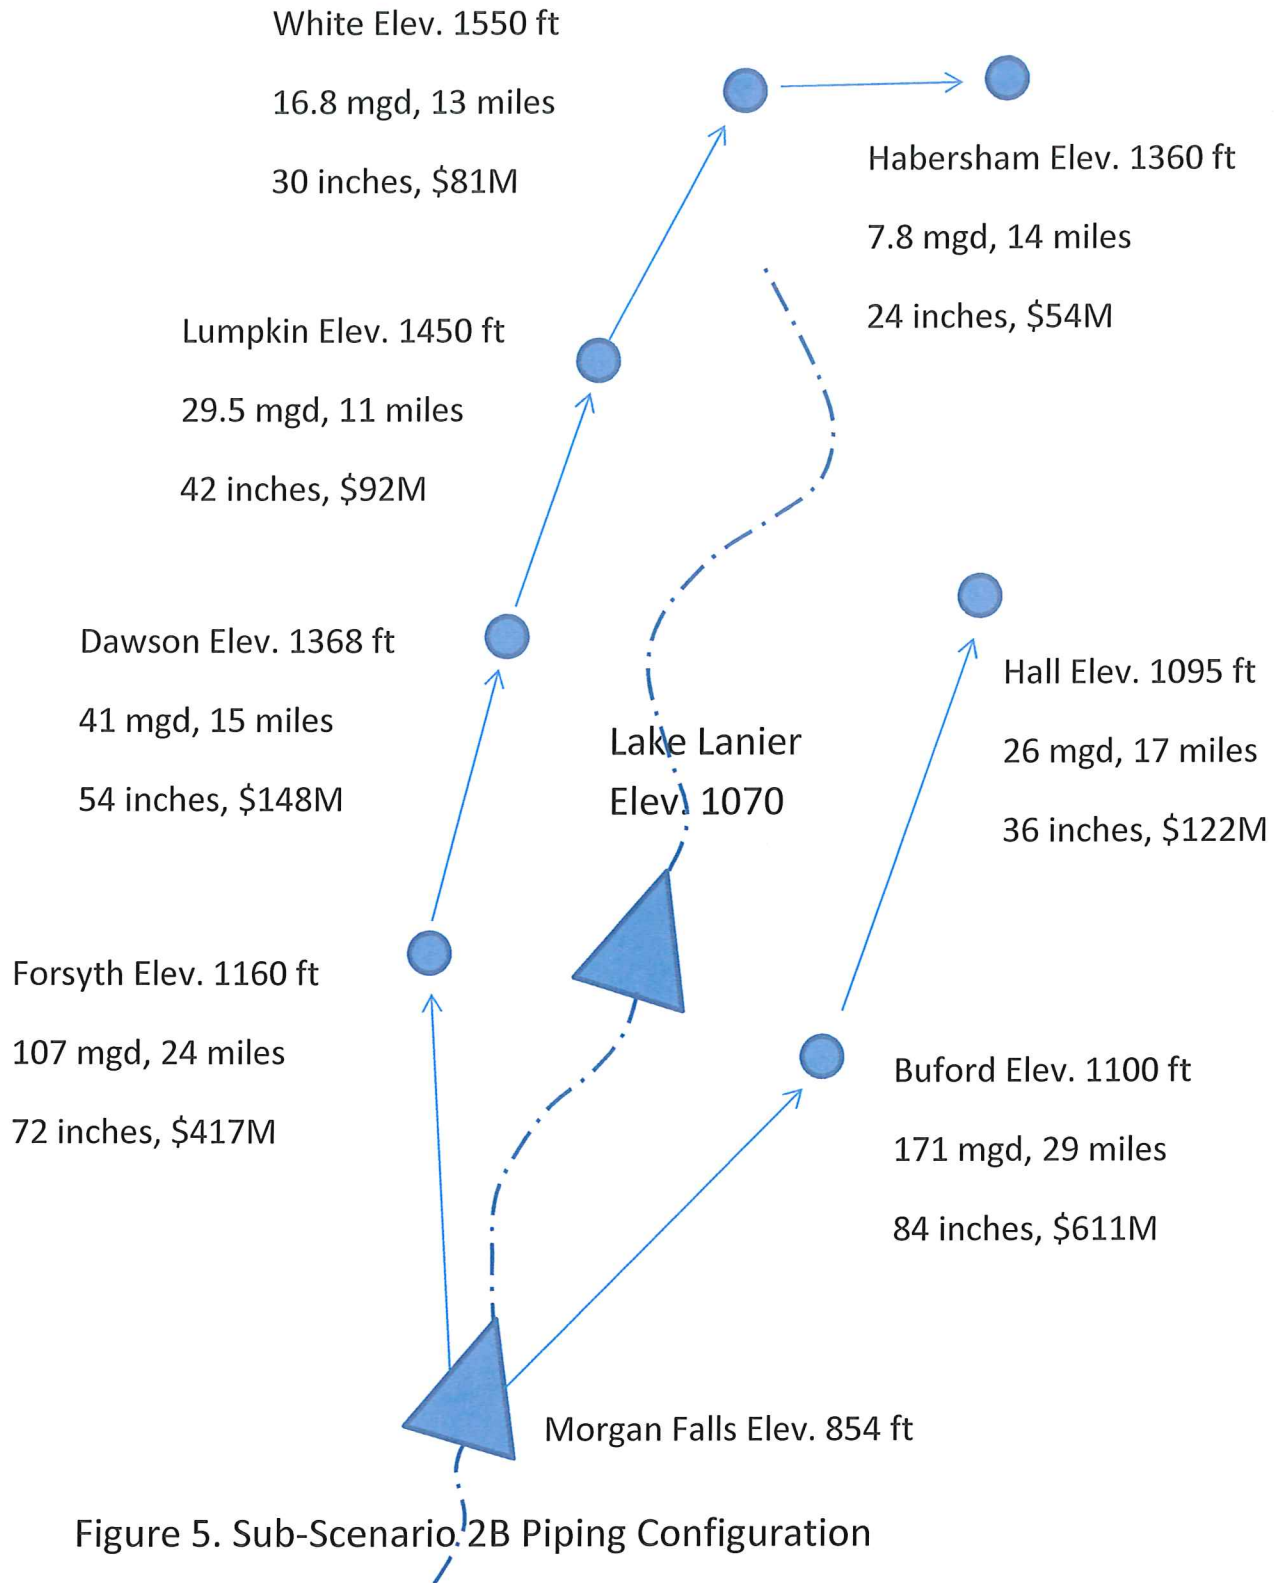 White Elev. 1550 ft
16.8 mgd, 13 miles
30 inches, $81M
Habersham Elev. 1360 ft
7.8 mgd, 14 miles
24 inches, $54M
Lumpkin Elev. 1450 ft
29.5 mgd, 11 miles
42 inches, $92M
Dawson Elev. 1368 ft
41 mgd, 15 miles
54 inches, $148M
Hall Elev. 1095 ft
26 mgd, 17 miles
36 inches, $122M
Lake Lanier
Elev. 1070
Forsyth Elev. 1160 ft
107 mgd, 24 miles
72 inches, $417M
Buford Elev. 1100 ft
171 mgd, 29 miles
84 inches, $611M
Morgan Falls Elev. 854 ft
Figure 5. Sub-Scenario 2B Piping Configuration